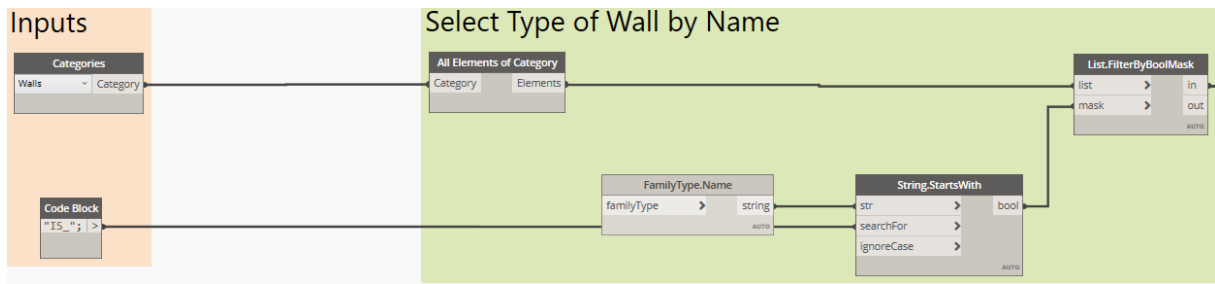 Inputs
Select Type of Wall by Name
Categories
Walls Category
All Elements of Category
Category Elements
List.FilterByBoolMask
list > in
mask > out
AUTO
Code Block
"IS_"; >
FamilyType.Name
familyType > string
AUTO
String.StartsWith
str > bool
searchFor >
ignoreCase >
AUTO